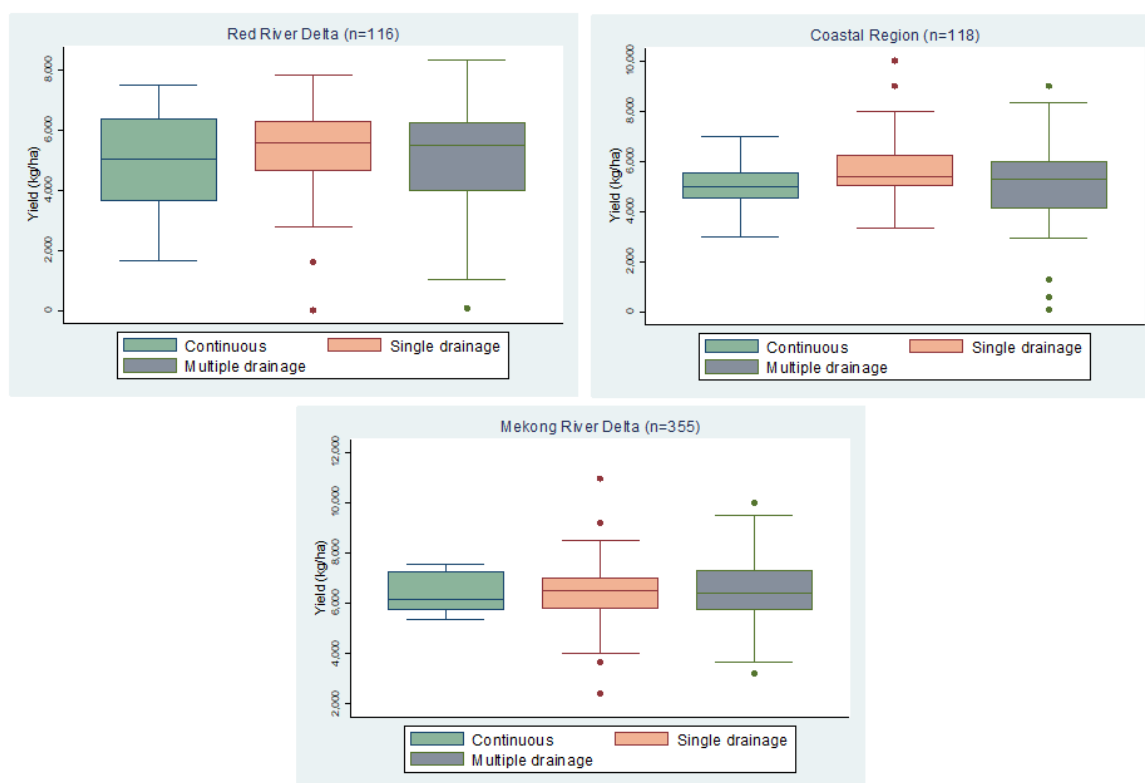 Red River Delta (n=116)
Yield (kg/ha)
8,000
6,000
4,000
2,000
0
Continuous Single drainage
Multiple drainage
Coastal Region (n=118)
Yield (kg/ha)
10,000
8,000
6,000
4,000
2,000
0
Continuous Single drainage
Multiple drainage
Mekong River Delta (n=355)
Yield (kg/ha)
12,000
10,000
8,000
6,000
4,000
2,000
Continuous Single drainage
Multiple drainage